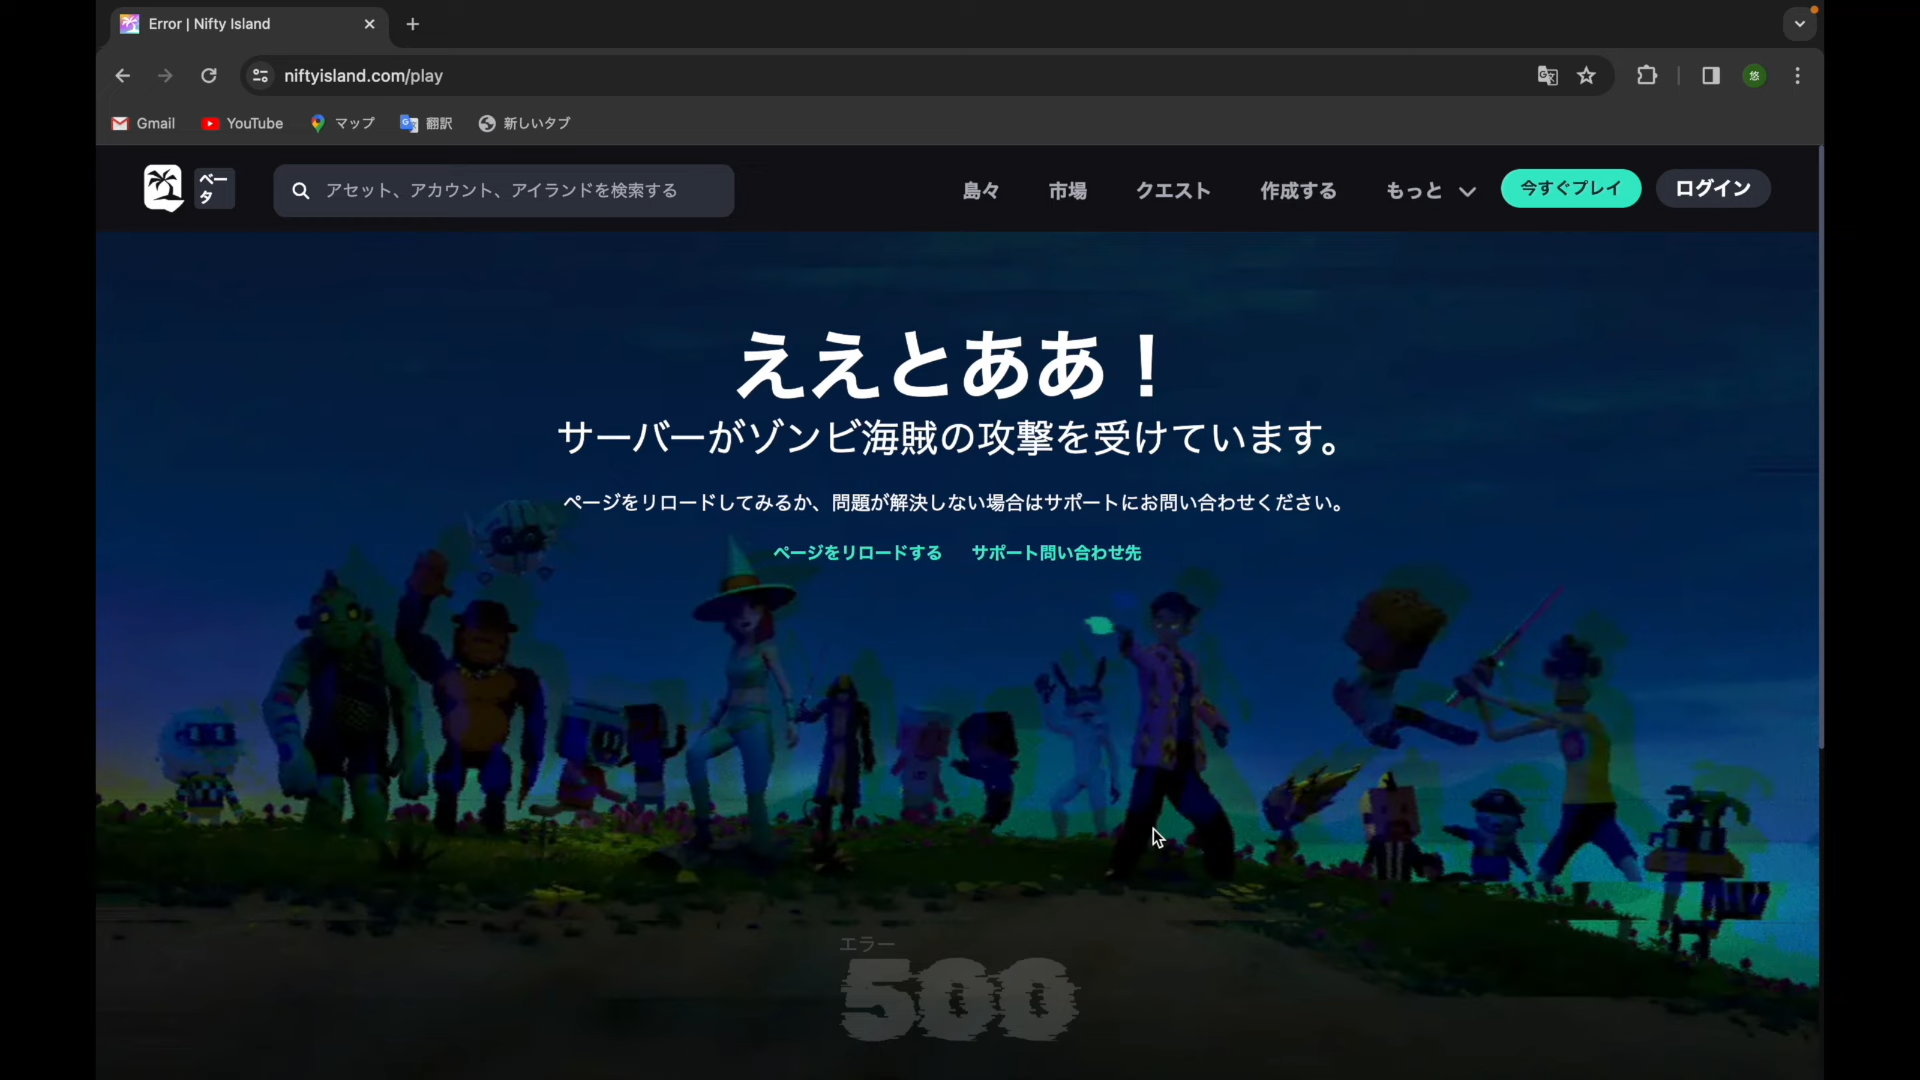 Error | Nifty Island
niftyisland.com/play
Gmail YouTube マップ 翻訳 新しいタブ
ベー
タ
アセット、アカウント、アイランドを検索する
島々 市場 クエスト 作成する もっと 今すぐプレイ ログイン
ええとああ！
サーバーがゾンビ海賊の攻撃を受けています。
ページをリロードしてみるか、問題が解決しない場合はサポートにお問い合わせください。
ページをリロードする サポート問い合わせ先
エラー
500
悠